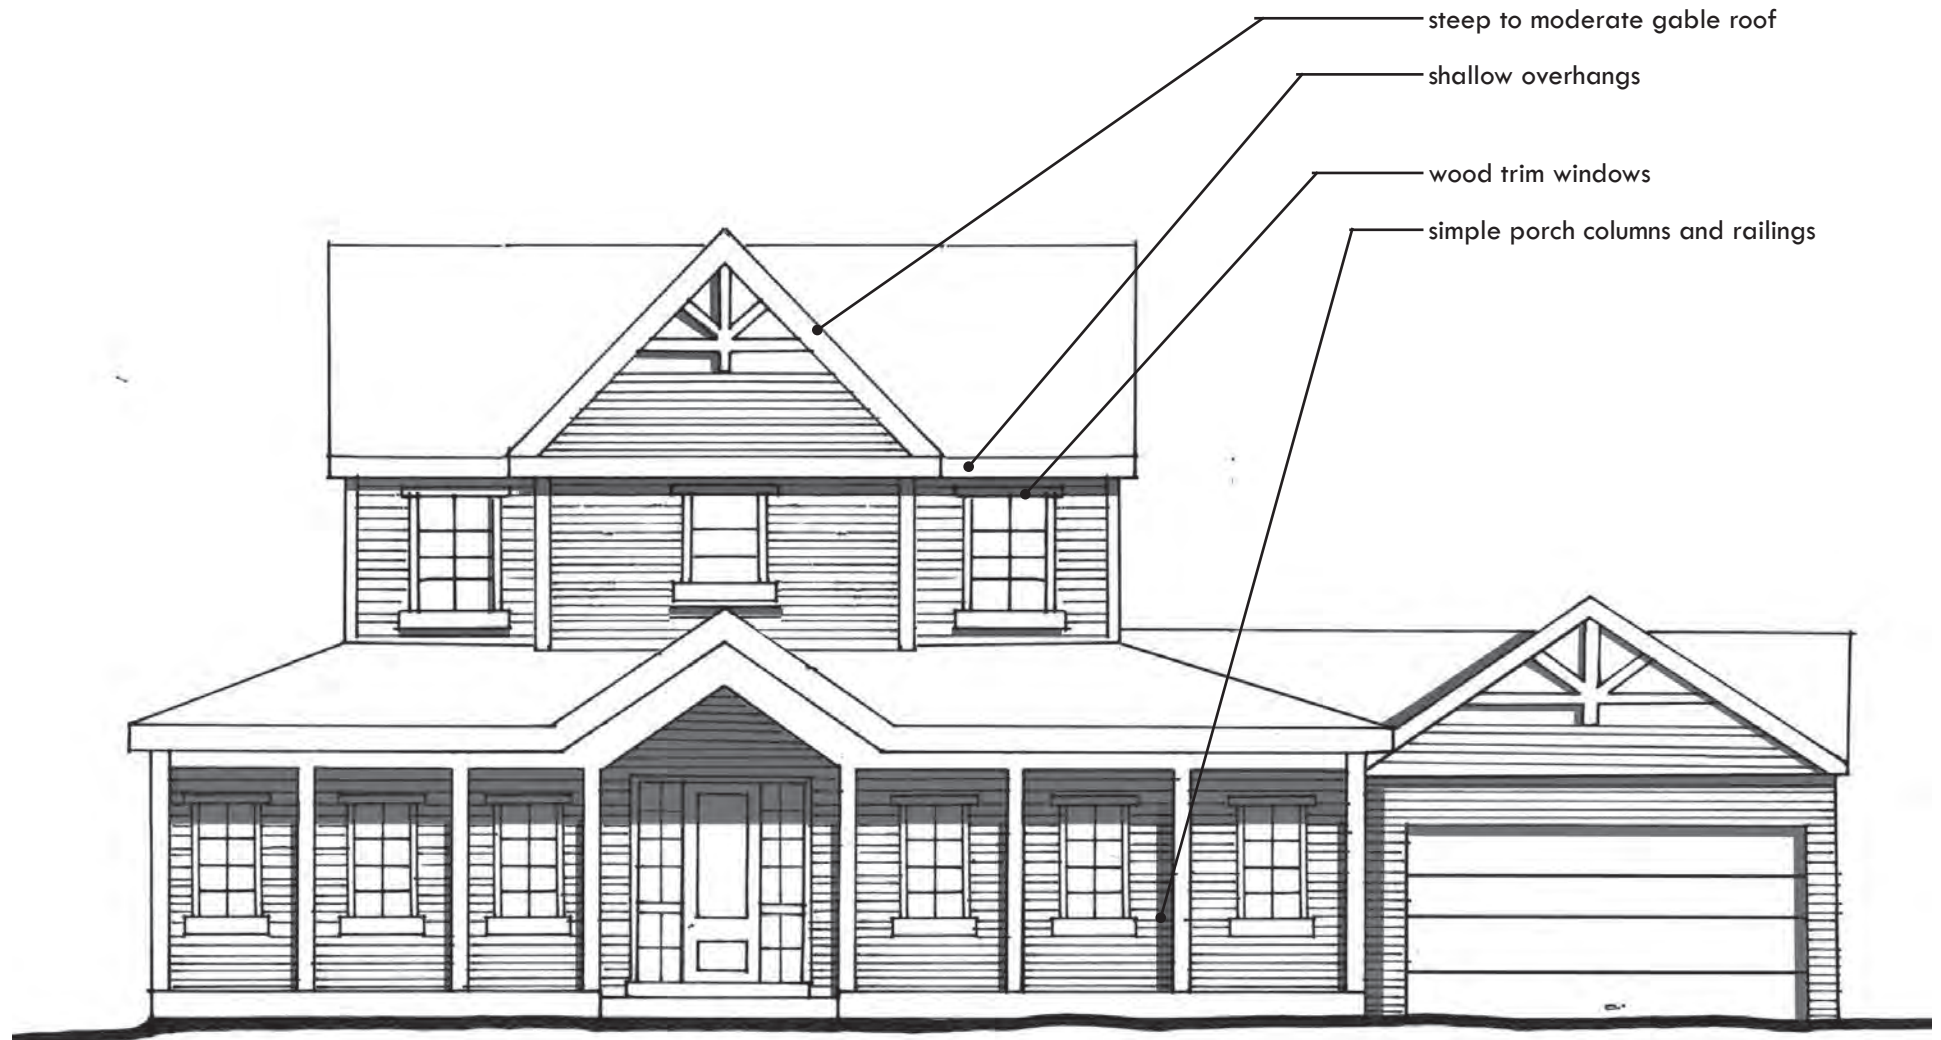 steep to moderate gable roof
shallow overhangs
wood trim windows
simple porch columns and railings